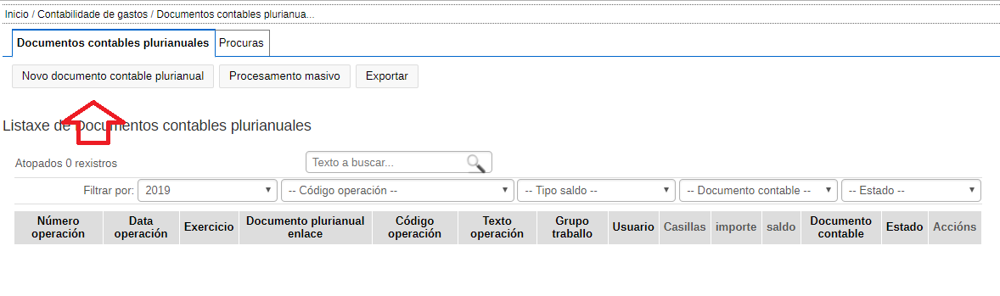 Inicio / Contabilidade de gastos / Documentos contables plurianua...
Documentos contables plurianuales Procuras
Novo documento contable plurianual Procesamento masivo Exportar
Listaxe de Documentos contables plurianuales
Atopados 0 rexistros Texto a buscar...
Filtrar por: 2019 -- Código operación -- -- Tipo saldo -- -- Documento contable -- -- Estado --
Número Data Documento plurianual Código Texto Grupo Documento
operación operación Exercicio enlace operación operación traballo Usuario Casillas importe saldo contable Estado Accións